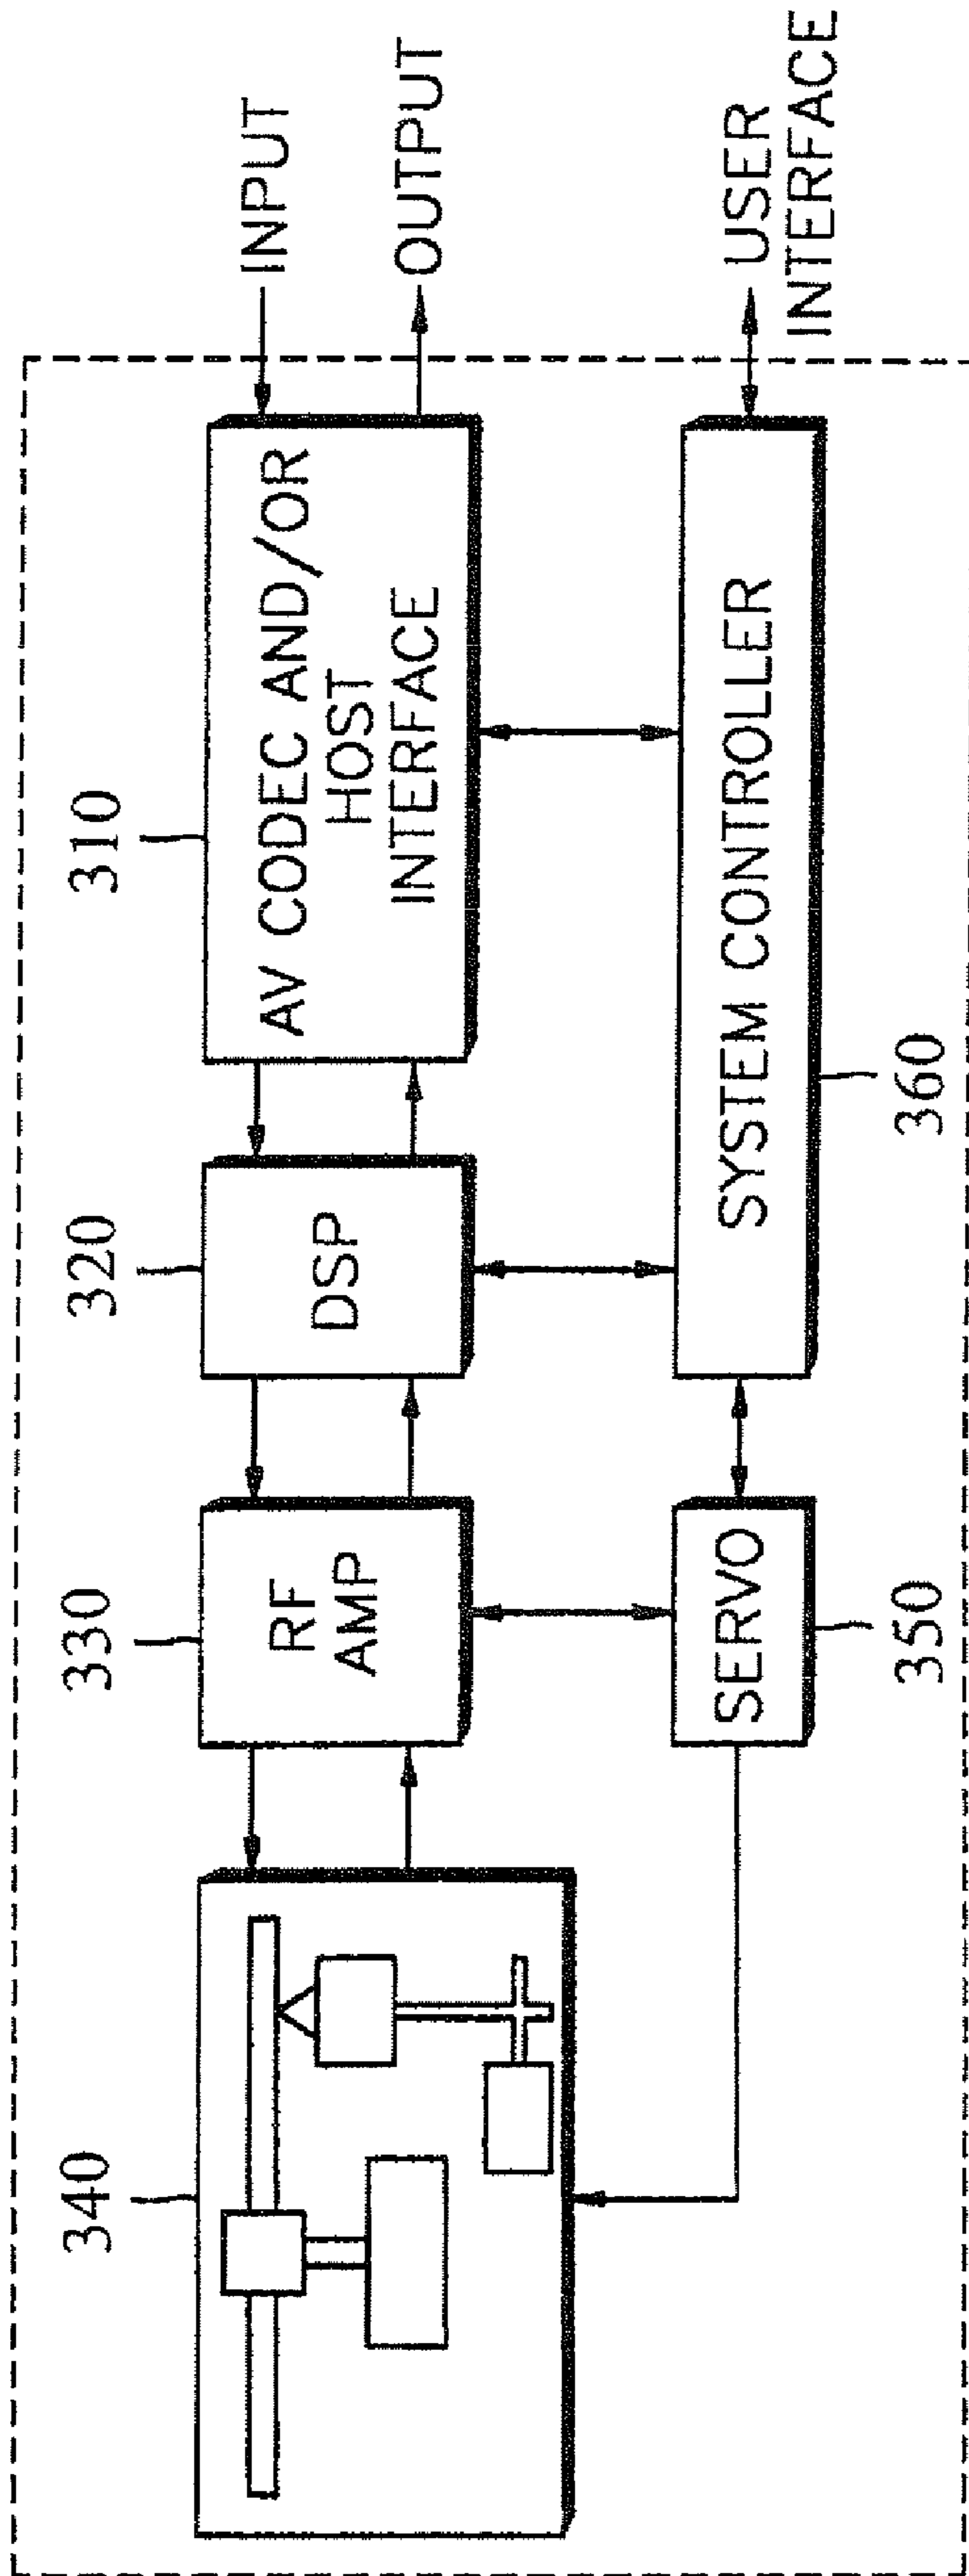 340
330
320
310
RF
AMP
DSP
AV CODEC AND/OR
HOST
INTERFACE
INPUT
OUTPUT
SERVO
SYSTEM CONTROLLER
USER
INTERFACE
350
360